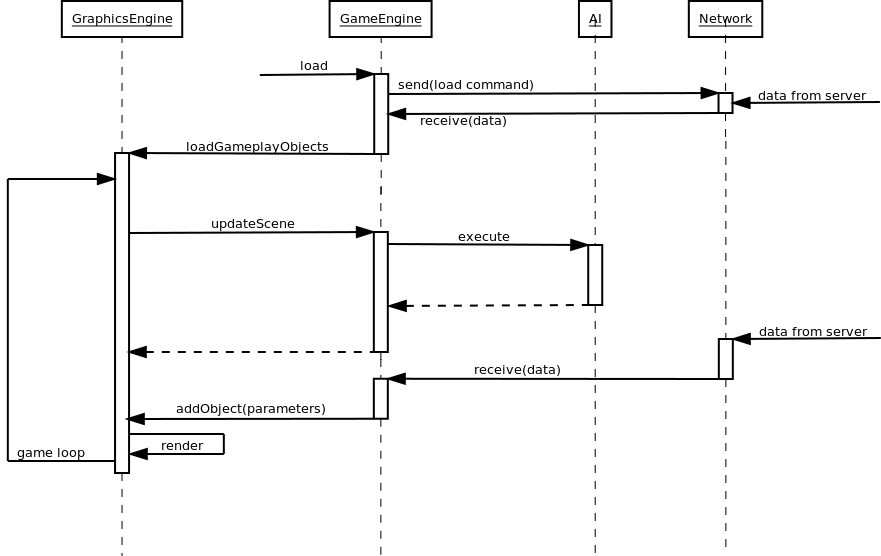 GraphicsEngine
GameEngine
AI
Network
load
send(load command)
data from server
receive(data)
loadGameplayObjects
updateScene
execute
data from server
receive(data)
addObject(parameters)
render
game loop